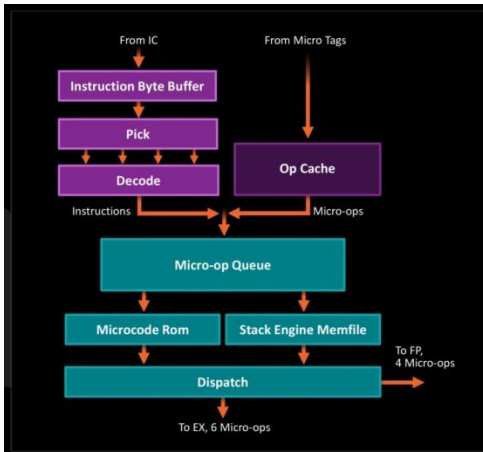 From IC
From Micro Tags
Instruction Byte Buffer
Pick
Decode
Op Cache
Instructions
Micro-ops
Micro-op Queue
Microcode Rom
Stack Engine Memfile
To FP,
4 Micro-ops
Dispatch
To EX, 6 Micro-ops